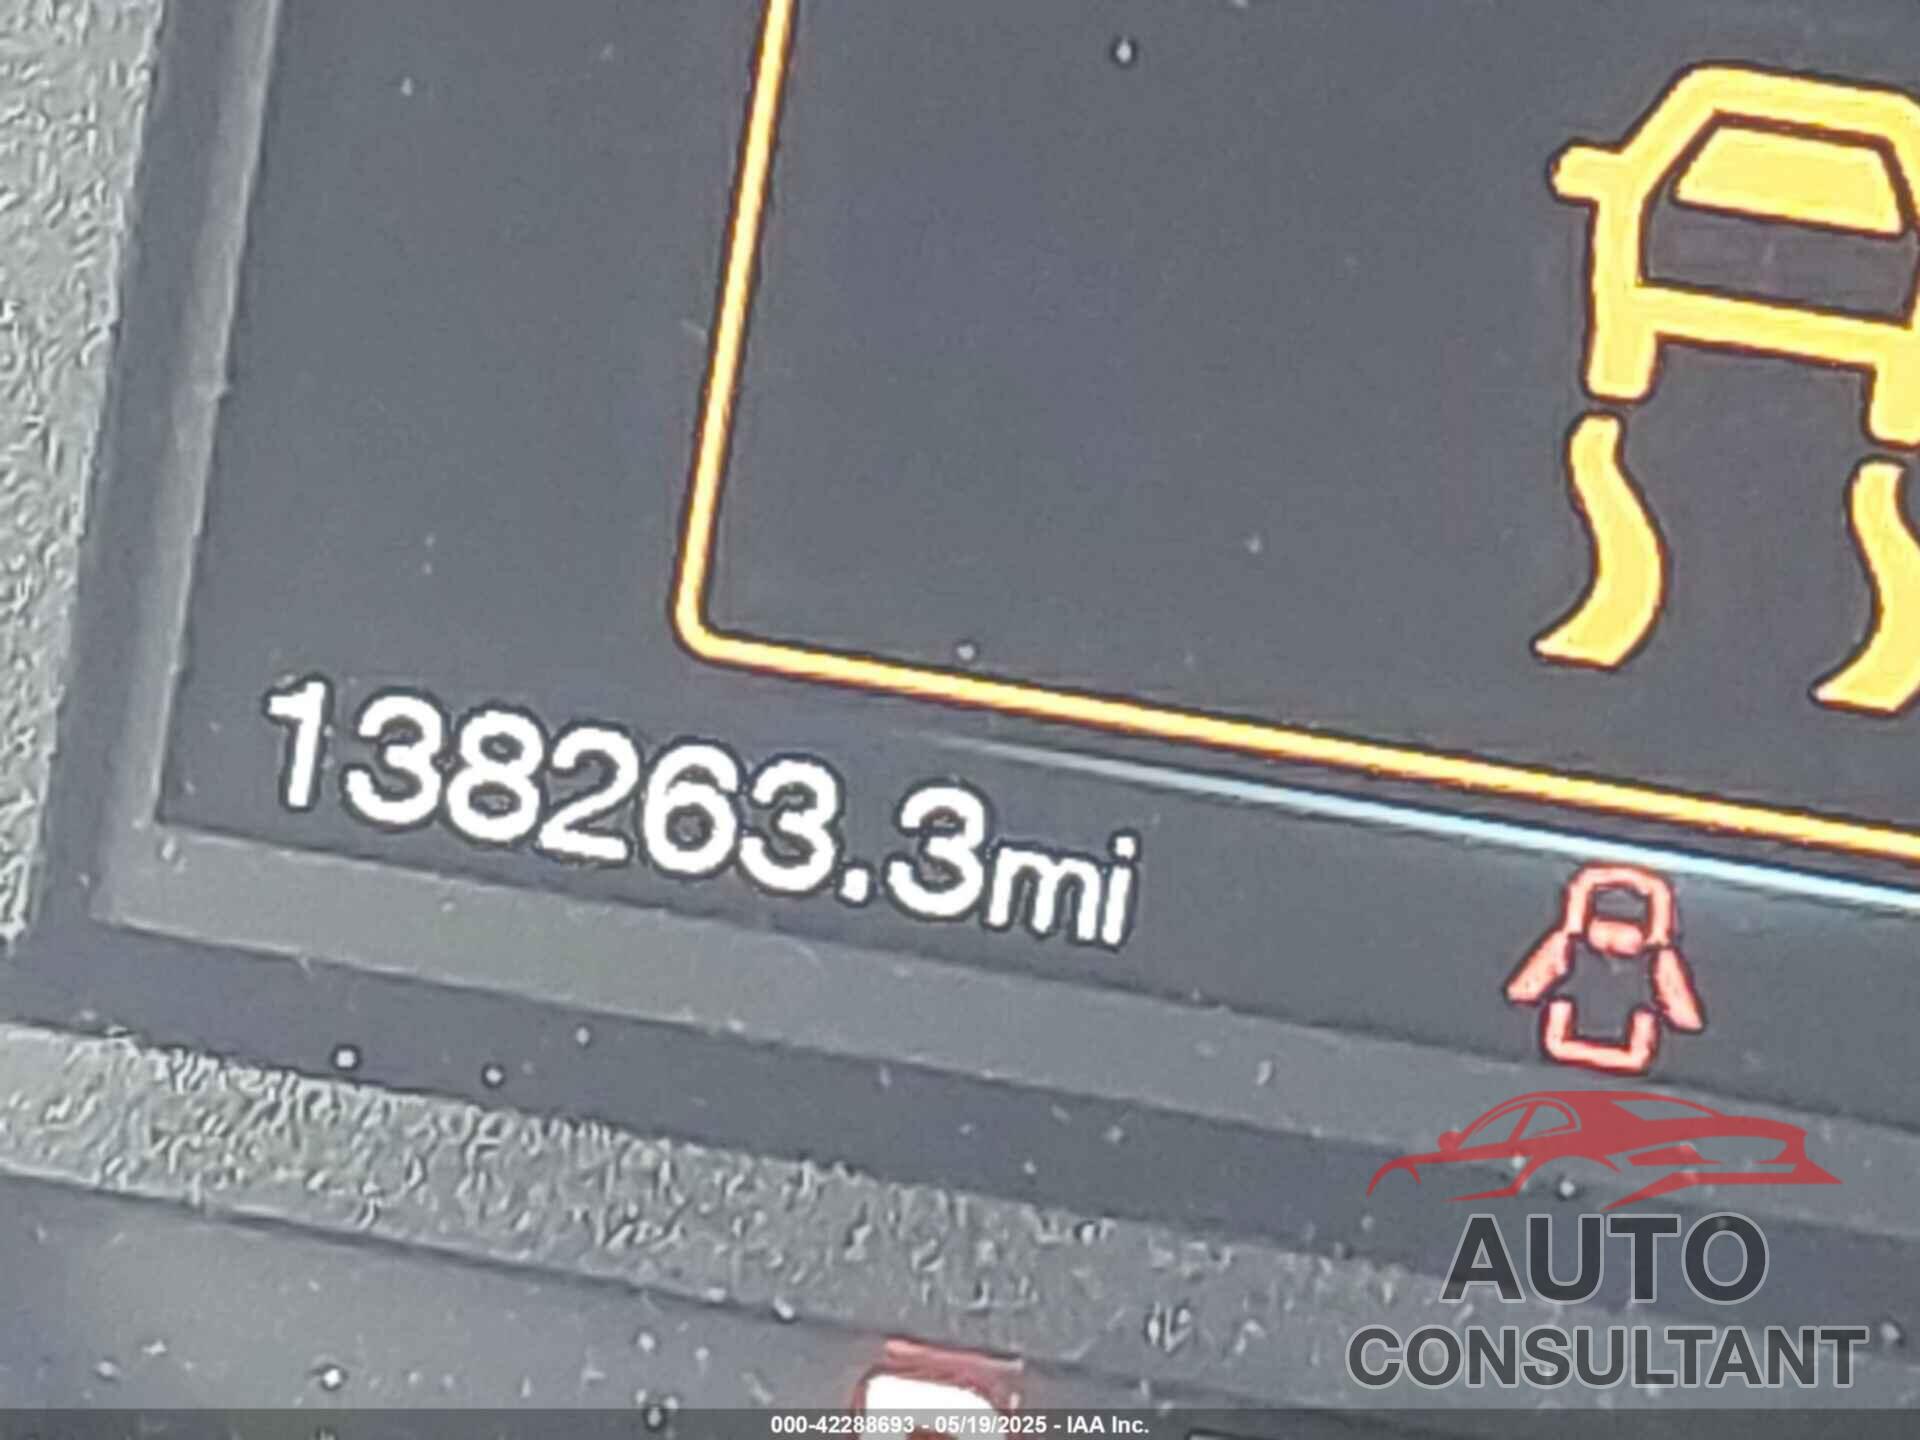 138263.3mi
AUTO
CONSULTANT
000-42288693 - 05/19/2025 - IAA Inc.